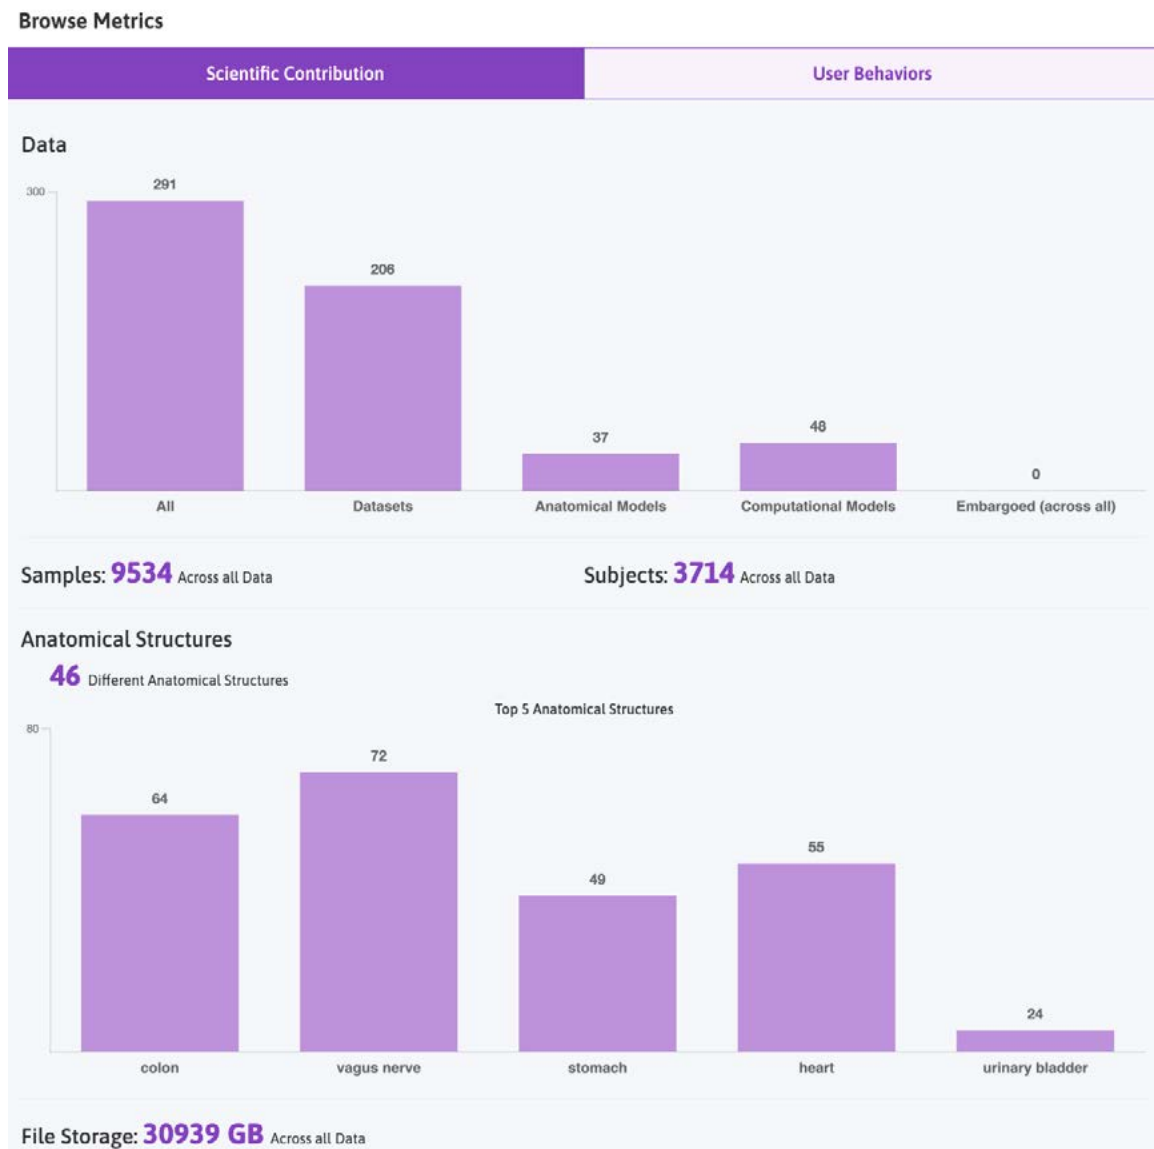 Browse Metrics
Scientific Contribution User Behaviors
Data
300
291
206
37
48
0
All Datasets Anatomical Models Computational Models Embargoed (across all)
Samples: 9534 Across all Data Subjects: 3714 Across all Data
Anatomical Structures
46 Different Anatomical Structures
Top 5 Anatomical Structures
80
64
72
49
55
24
colon vagus nerve stomach heart urinary bladder
File Storage: 30939 GB Across all Data